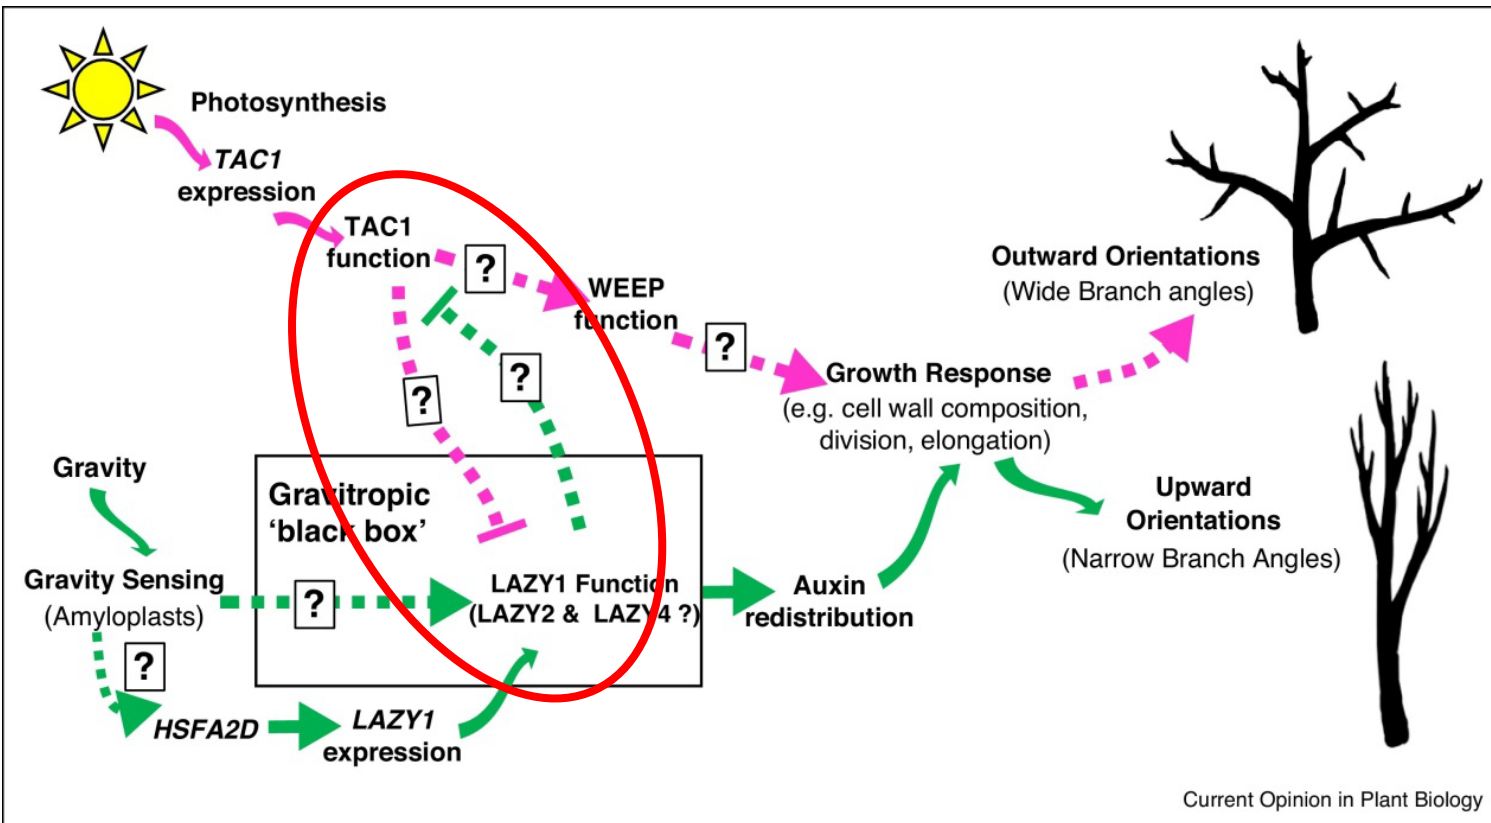 Photosynthesis
TAC1
expression
TAC1
function
?
WEEP
function
?
?
?
Outward Orientations
(Wide Branch angles)
Growth Response
(e.g. cell wall composition,
division, elongation)
Gravity
Gravitropic
‘black box’
Upward
Orientations
(Narrow Branch Angles)
Gravity Sensing
(Amyloplasts)
?
LAZY1 Function
(LAZY2 & LAZY4 ?)
Auxin
redistribution
?
HSFA2D
LAZY1
expression
Current Opinion in Plant Biology